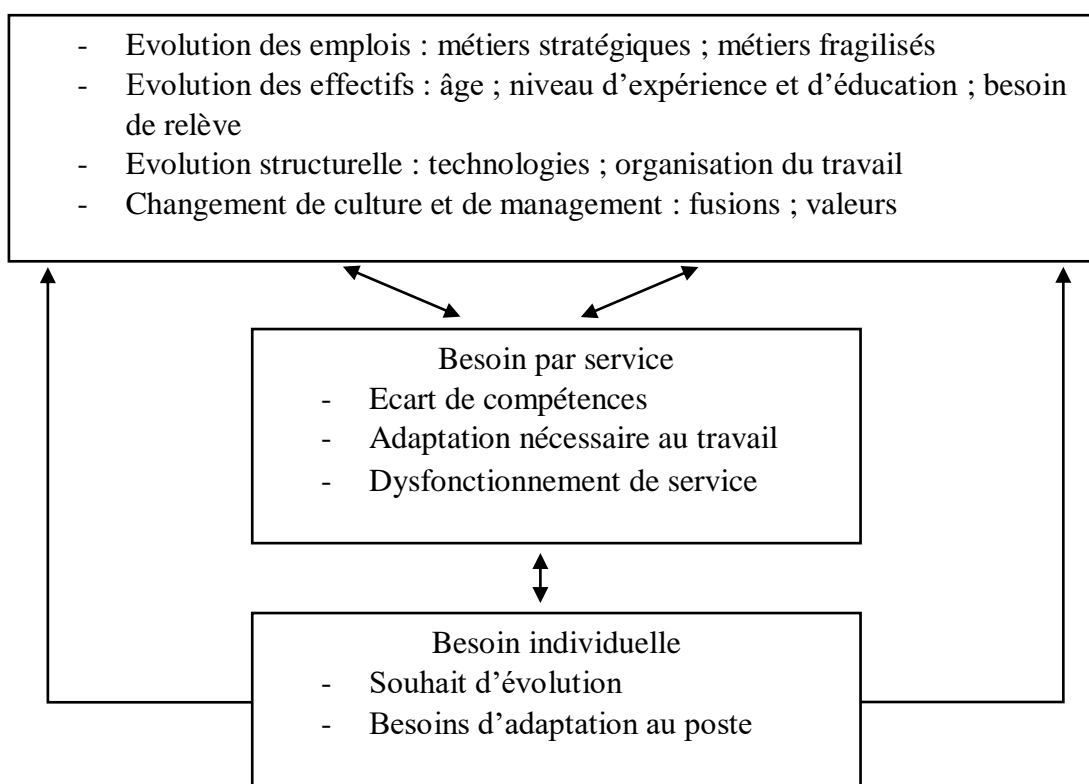 - Evolution des emplois : métiers stratégiques ; métiers fragilisés
- Evolution des effectifs : âge ; niveau d’expérience et d’éducation ; besoin
de relève
- Evolution structurelle : technologies ; organisation du travail
- Changement de culture et de management : fusions ; valeurs
Besoin par service
- Ecart de compétences
- Adaptation nécessaire au travail
- Dysfonctionnement de service
Besoin individuelle
- Souhait d’évolution
- Besoins d’adaptation au poste